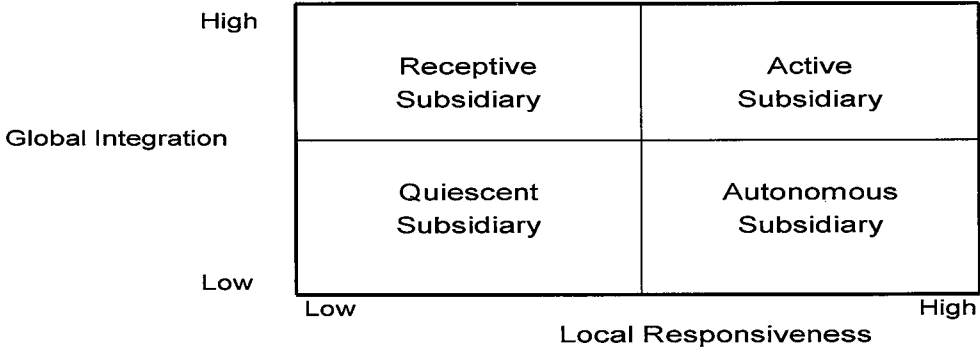 High
Receptive
Subsidiary
Active
Subsidiary
Global Integration
Quiescent
Subsidiary
Autonomous
Subsidiary
Low
Low
High
Local Responsiveness